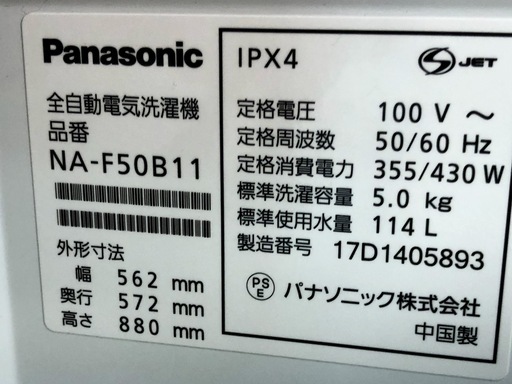 Panasonic
全自動電気洗濯機
品番
NA-F50B11
外形寸法
幅 562 mm
奥行 572 mm
高さ 880 mm
IPX4
S JET
定格電圧 100 V ～
定格周波数 50/60 Hz
定格消費電力 355/430 W
標準洗濯容量 5.0 kg
標準使用水量 114 L
製造番号 17D1405893
PS
E
パナソニック株式会社
中国製